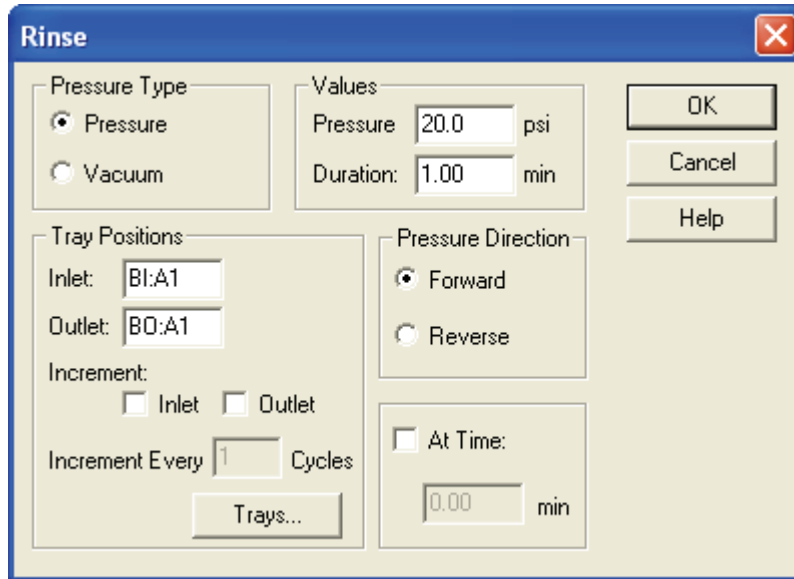 Rinse
Pressure Type
Pressure
Vacuum
Values
Pressure 20.0 psi
Duration: 1.00 min
OK
Cancel
Help
Tray Positions
Inlet: BI:A1
Outlet: BO:A1
Increment:
Inlet Outlet
Increment Every 1 Cycles
Trays...
Pressure Direction
Forward
Reverse
At Time:
0.00 min